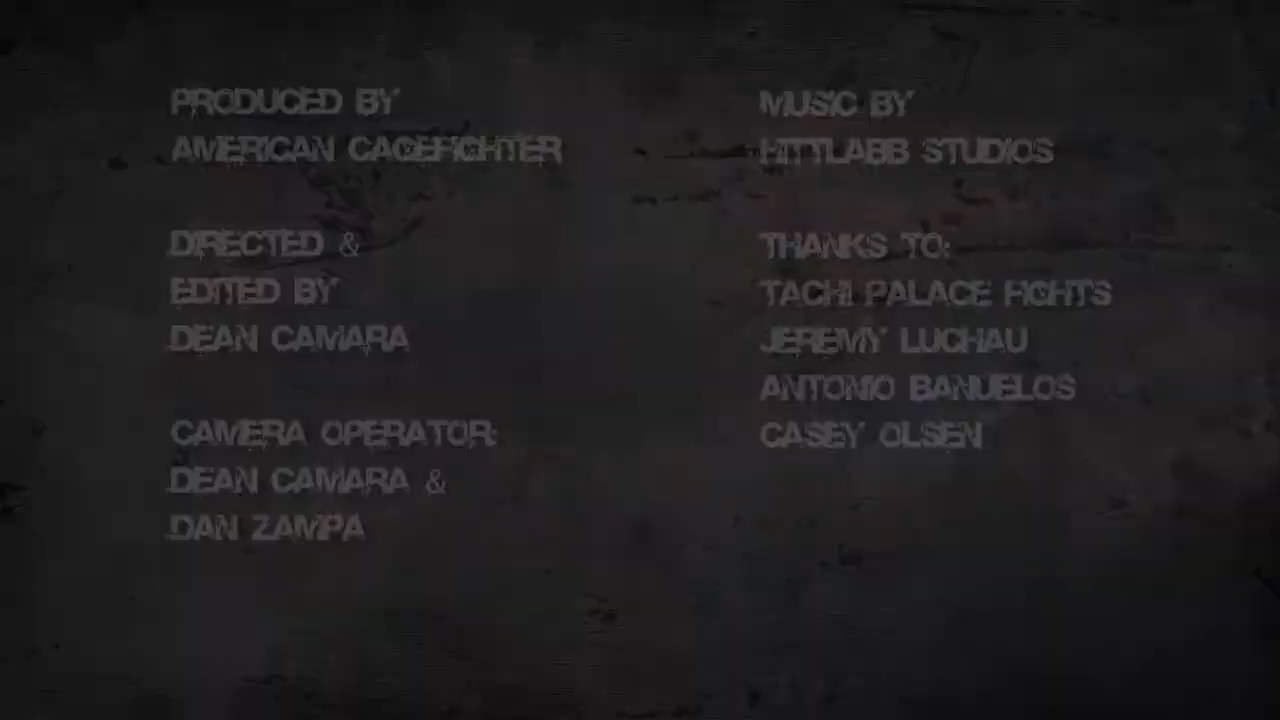 PRODUCED BY
AMERICAN CAGEFIGHTER
DIRECTED &
EDITED BY
DEAN CAMARA
CAMERA OPERATOR:
DEAN CAMARA &
DAN ZAMPA
MUSIC BY
HITTLABB STUDIOS
THANKS TO:
TACHI PALACE FIGHTS
JEREMY LUCHAU
ANTONIO BANUELOS
CASEY OLSEN